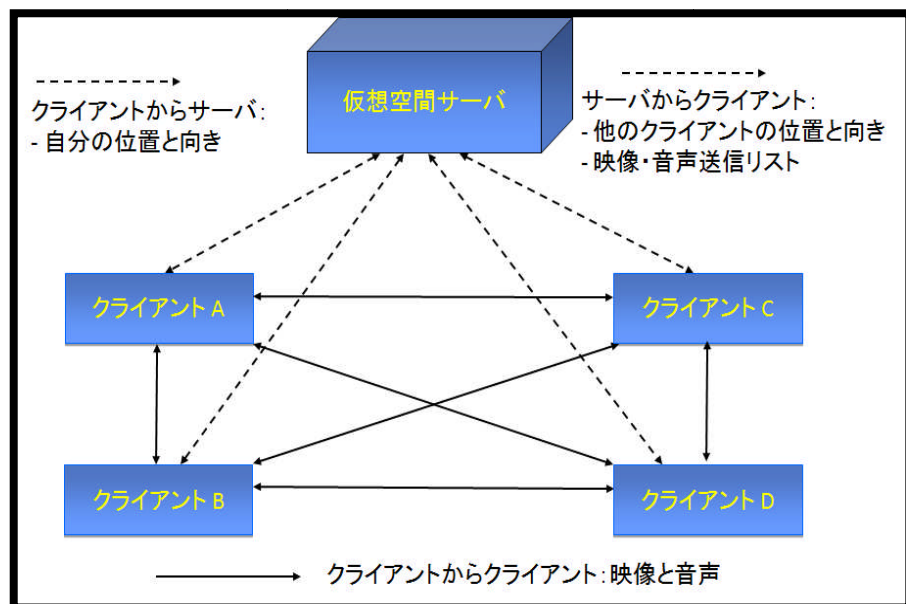 仮想空間サーバ
クライアントからサーバ:
- 自分の位置と向き
サーバからクライアント:
- 他のクライアントの位置と向き
- 映像・音声送信リスト
クライアント A
クライアント C
クライアント B
クライアント D
クライアントからクライアント:映像と音声